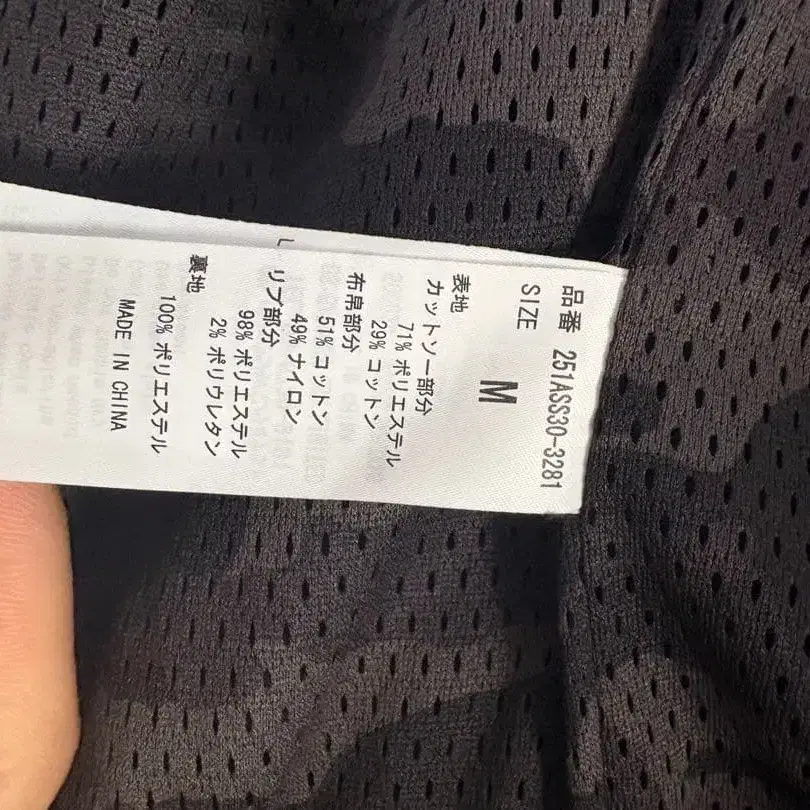 品番 251ASS30-3281
SIZE
M
表地
カットソー部分
71% ポリエステル
29% コットン
布帛部分
51% コットン
49% ナイロン
リブ部分
98% ポリエステル
2% ポリウレタン
裏地
100% ポリエステル
MADE IN CHINA